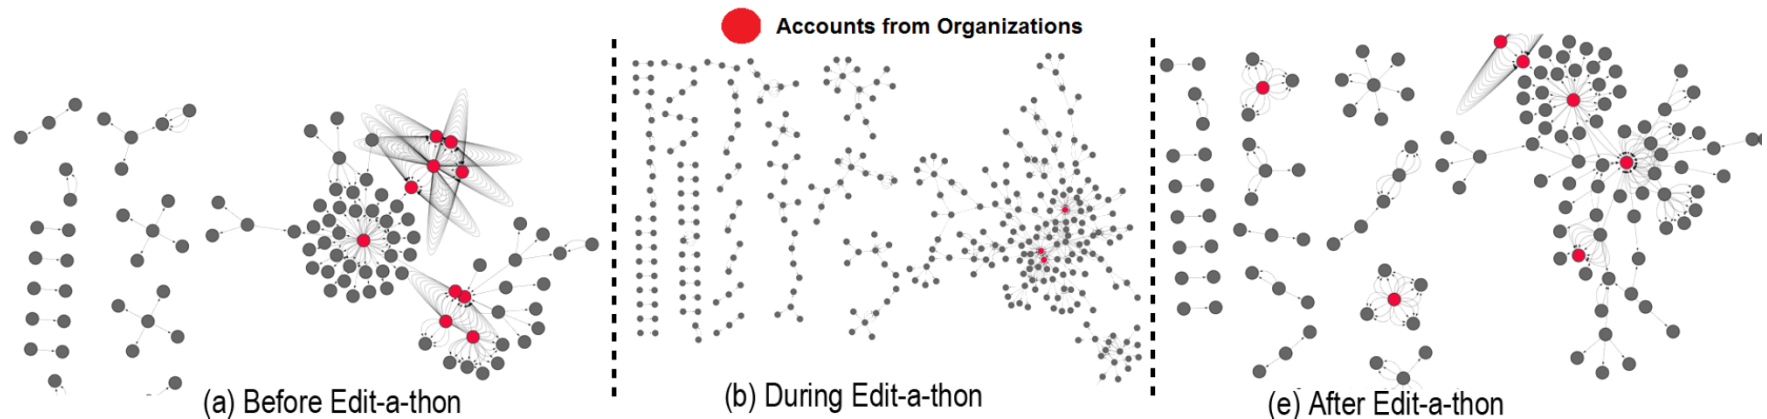 Accounts from Organizations
(a) Before Edit-a-thon
(b) During Edit-a-thon
(e) After Edit-a-thon